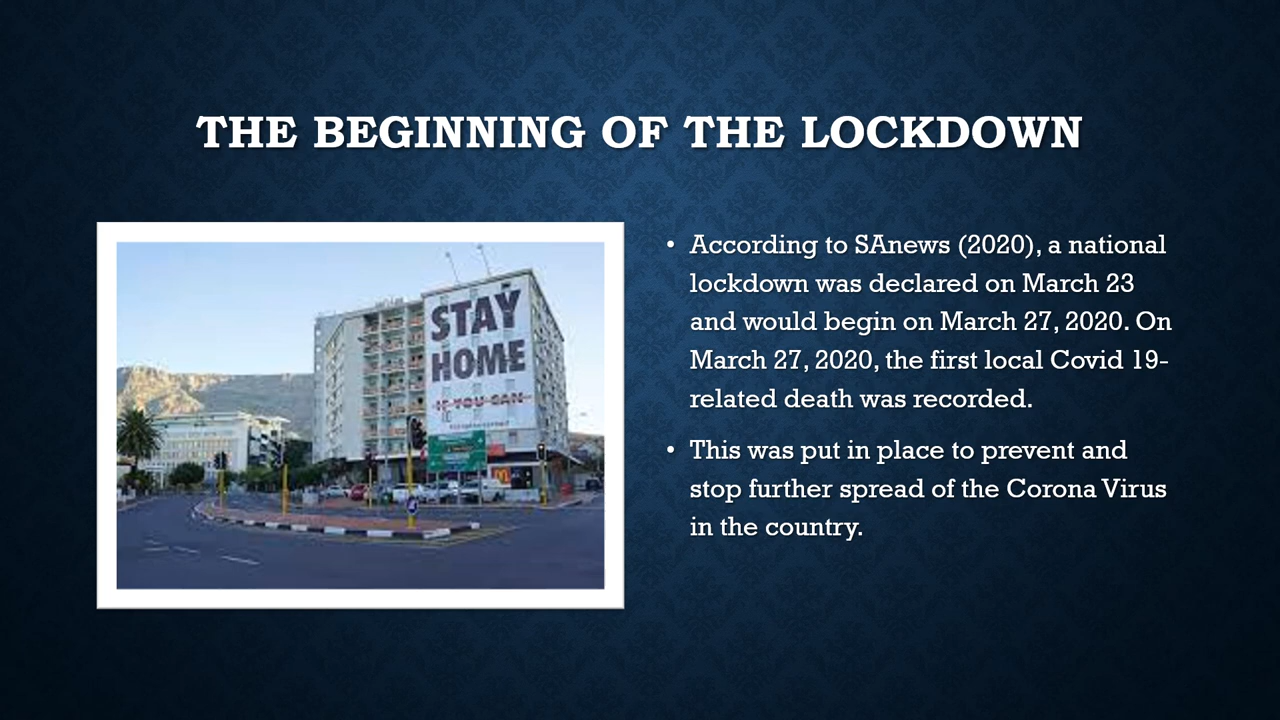 THE BEGINNING OF THE LOCKDOWN
STAY
HOME
IF YOU CAN
• According to SAnews (2020), a national
lockdown was declared on March 23
and would begin on March 27, 2020. On
March 27, 2020, the first local Covid 19-
related death was recorded.
• This was put in place to prevent and
stop further spread of the Corona Virus
in the country.